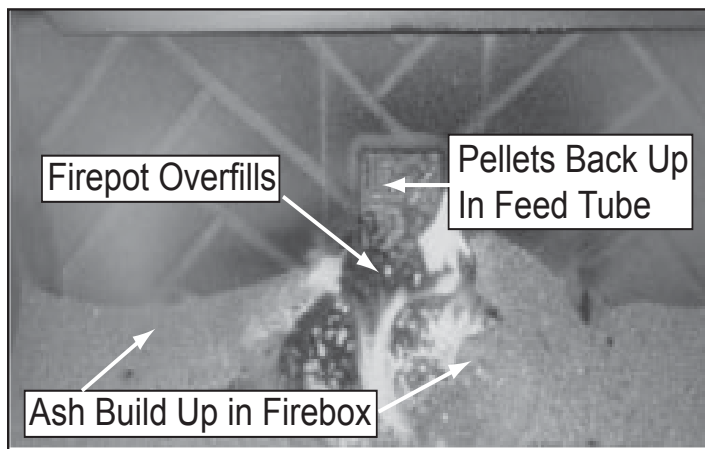 Firepot Overfills
Pellets Back Up
In Feed Tube
Ash Build Up in Firebox